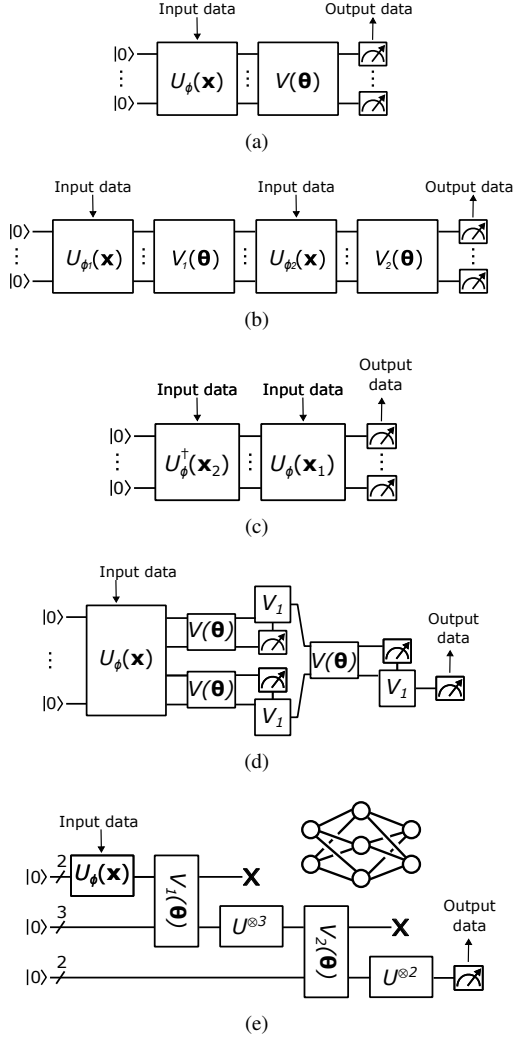 Input data Output data
|0⟩ U_ϕ(𝐱) V(𝛉)
⋮ ⋮ ⋮
|0⟩
(a)
Input data Input data Output data
|0⟩ U_ϕ1(𝐱) V_1(𝛉) U_ϕ2(𝐱) V_2(𝛉)
⋮ ⋮ ⋮ ⋮ ⋮
|0⟩
(b)
Output
Input data Input data data
|0⟩ U_ϕ^†(𝐱_2) U_ϕ(𝐱_1)
⋮ ⋮ ⋮
|0⟩
(c)
Input data
|0⟩ V_1
V(𝛉)
Output
data
⋮ U_ϕ(𝐱) V(𝛉)
V(𝛉) V_1
|0⟩ V_1
(d)
Input data
|0⟩ 2 U_ϕ(𝐱) V_1(𝛉) X
Output
data
|0⟩ 3 U^⊗3 V_2(𝛉) X
|0⟩ 2 U^⊗2
(e)